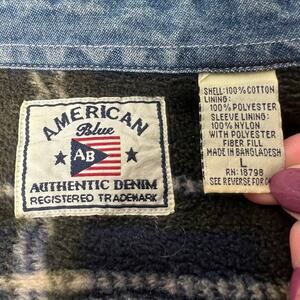 AMERICAN
Blue
AB
AUTHENTIC DENIM
REGISTERED TRADEMARK
SHELL: 100% COTTON
LINING:
100% POLYESTER
SLEEVE LINING:
100% NYLON
WITH POLYESTER
FIBER FILL
MADE IN BANGLADESH
L
RN: 18798
SEE REVERSE FOR